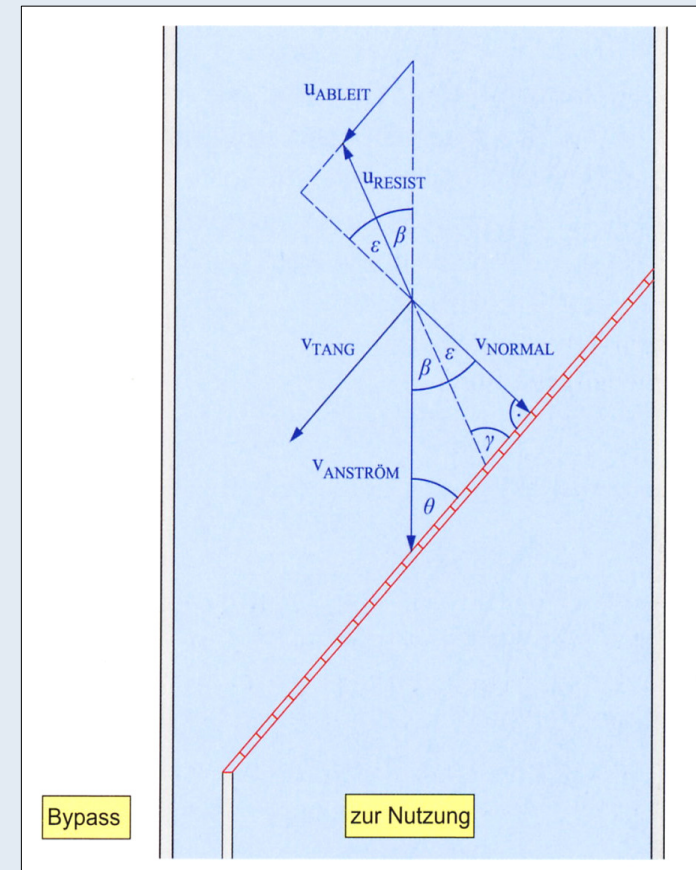 uABLEIT
uRESIST
ε β
vTANG
vNORMAL
β ε
γ
vANSTRÖM
θ
Bypass
zur Nutzung